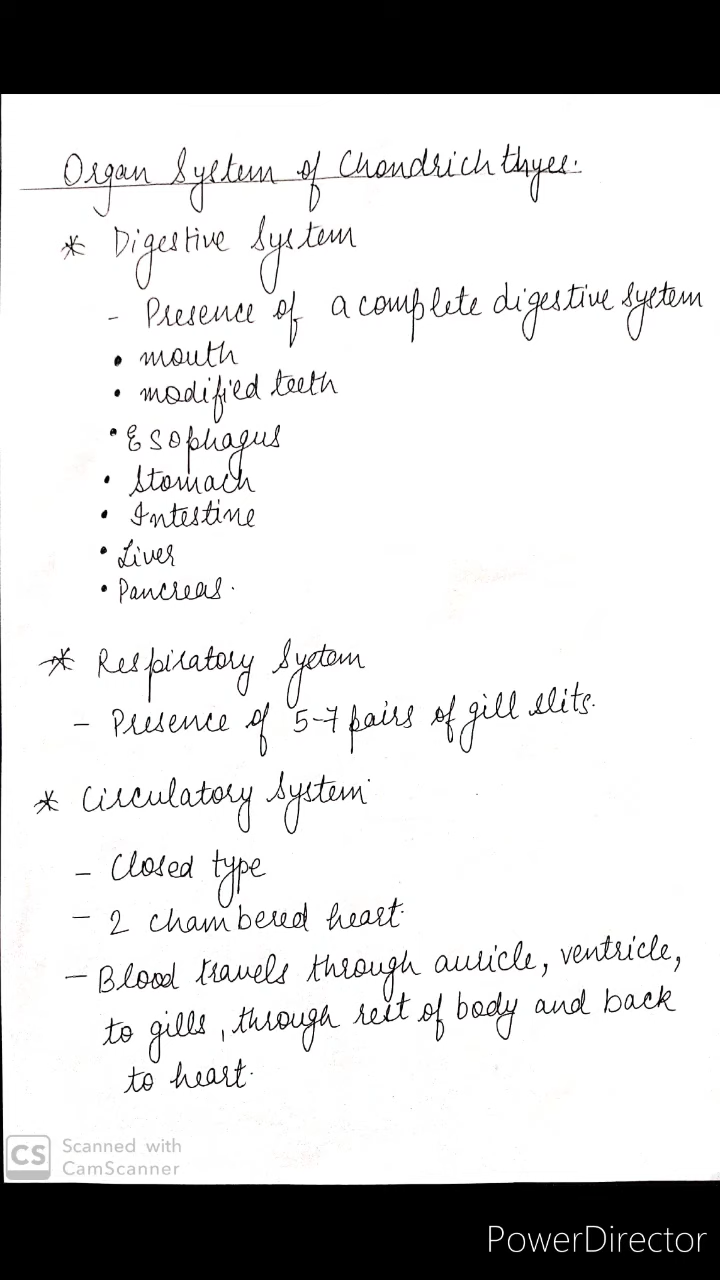 Organ System of Chondrichthyes.
* Digestive System
- Presence of a complete digestive system
• mouth
• modified teeth
• Esophagus
• Stomach
• Intestine
• Liver
• Pancreas.
* Respiratory System
- Presence of 5-7 pairs of gill slits.
* Circulatory System
- Closed type
- 2 chambered heart.
- Blood travels through auricle, ventricle,
to gills, through rest of body and back
to heart.
CS Scanned with
CamScanner
PowerDirector